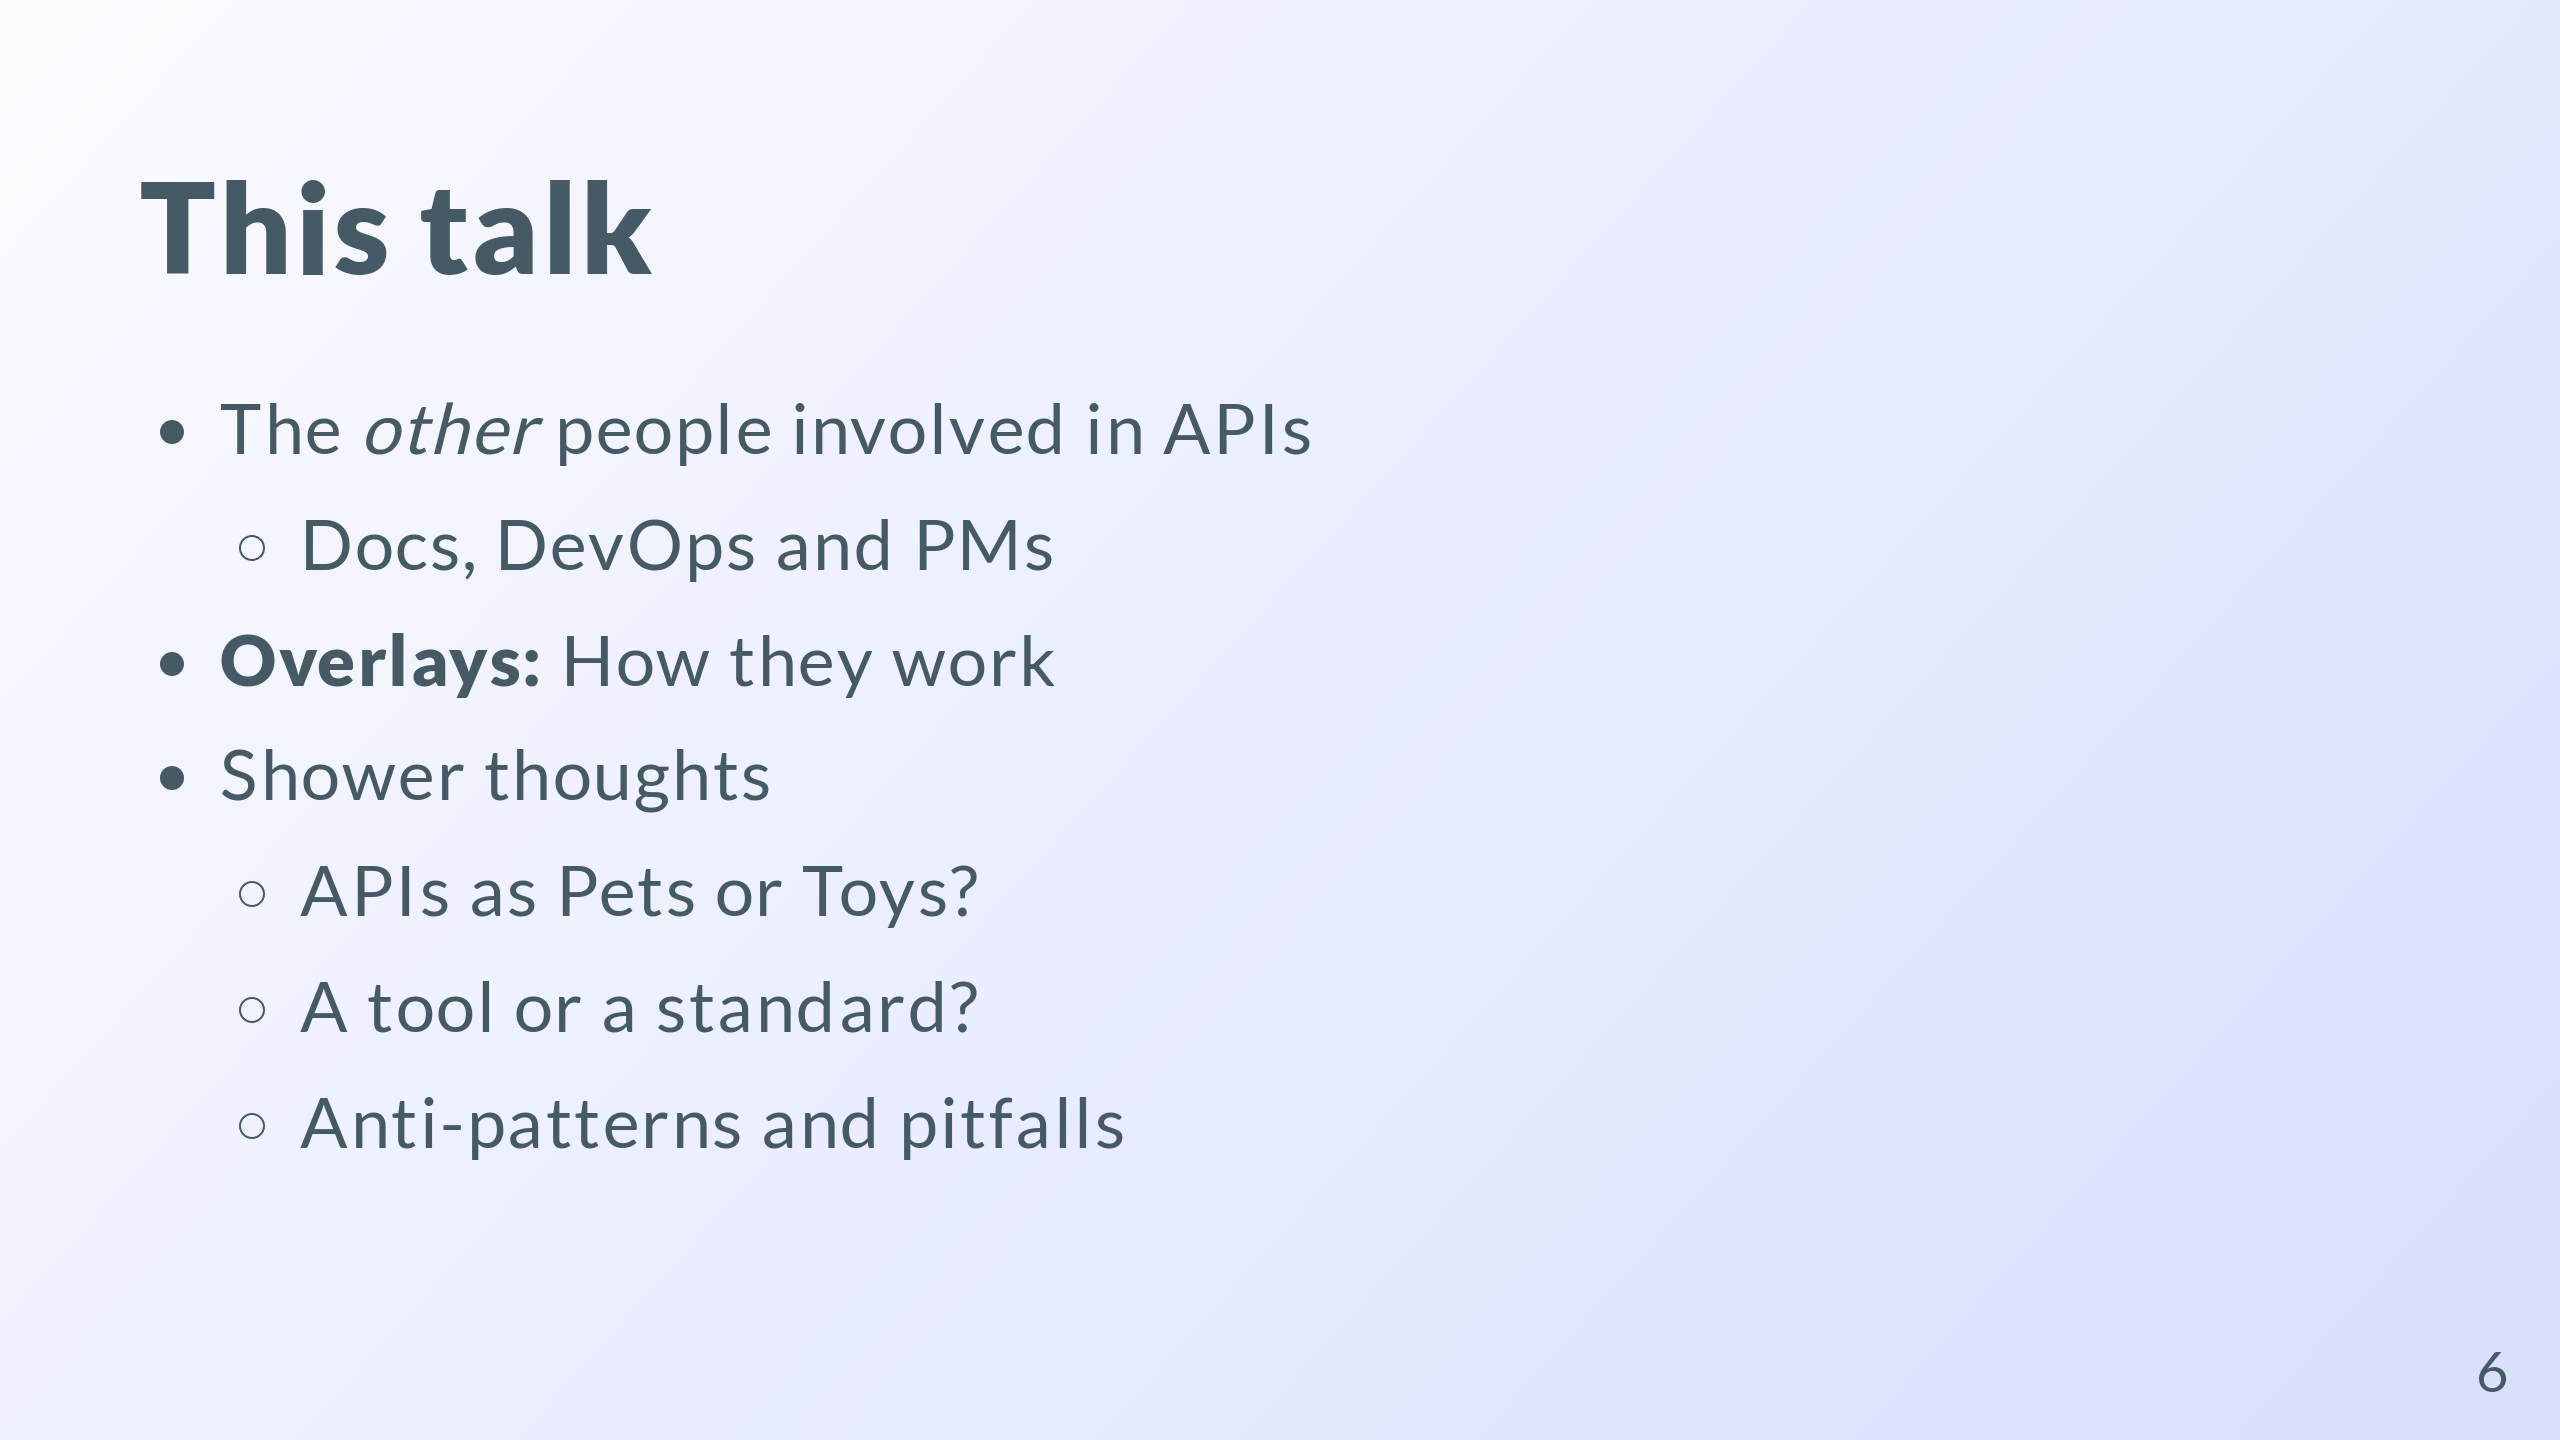 This talk
• The other people involved in APIs
◦ Docs, DevOps and PMs
• Overlays: How they work
• Shower thoughts
◦ APIs as Pets or Toys?
◦ A tool or a standard?
◦ Anti-patterns and pitfalls
6